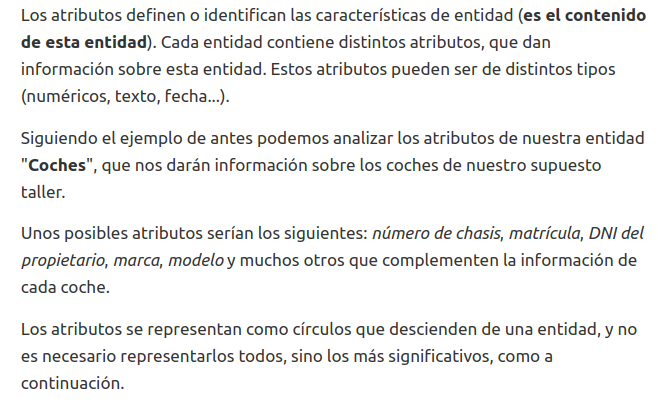 Los atributos definen o identifican las características de entidad (es el contenido
de esta entidad). Cada entidad contiene distintos atributos, que dan
información sobre esta entidad. Estos atributos pueden ser de distintos tipos
(numéricos, texto, fecha...).
Siguiendo el ejemplo de antes podemos analizar los atributos de nuestra entidad
"Coches", que nos darán información sobre los coches de nuestro supuesto
taller.
Unos posibles atributos serían los siguientes: número de chasis, matrícula, DNI del
propietario, marca, modelo y muchos otros que complementen la información de
cada coche.
Los atributos se representan como círculos que descienden de una entidad, y no
es necesario representarlos todos, sino los más significativos, como a
continuación.